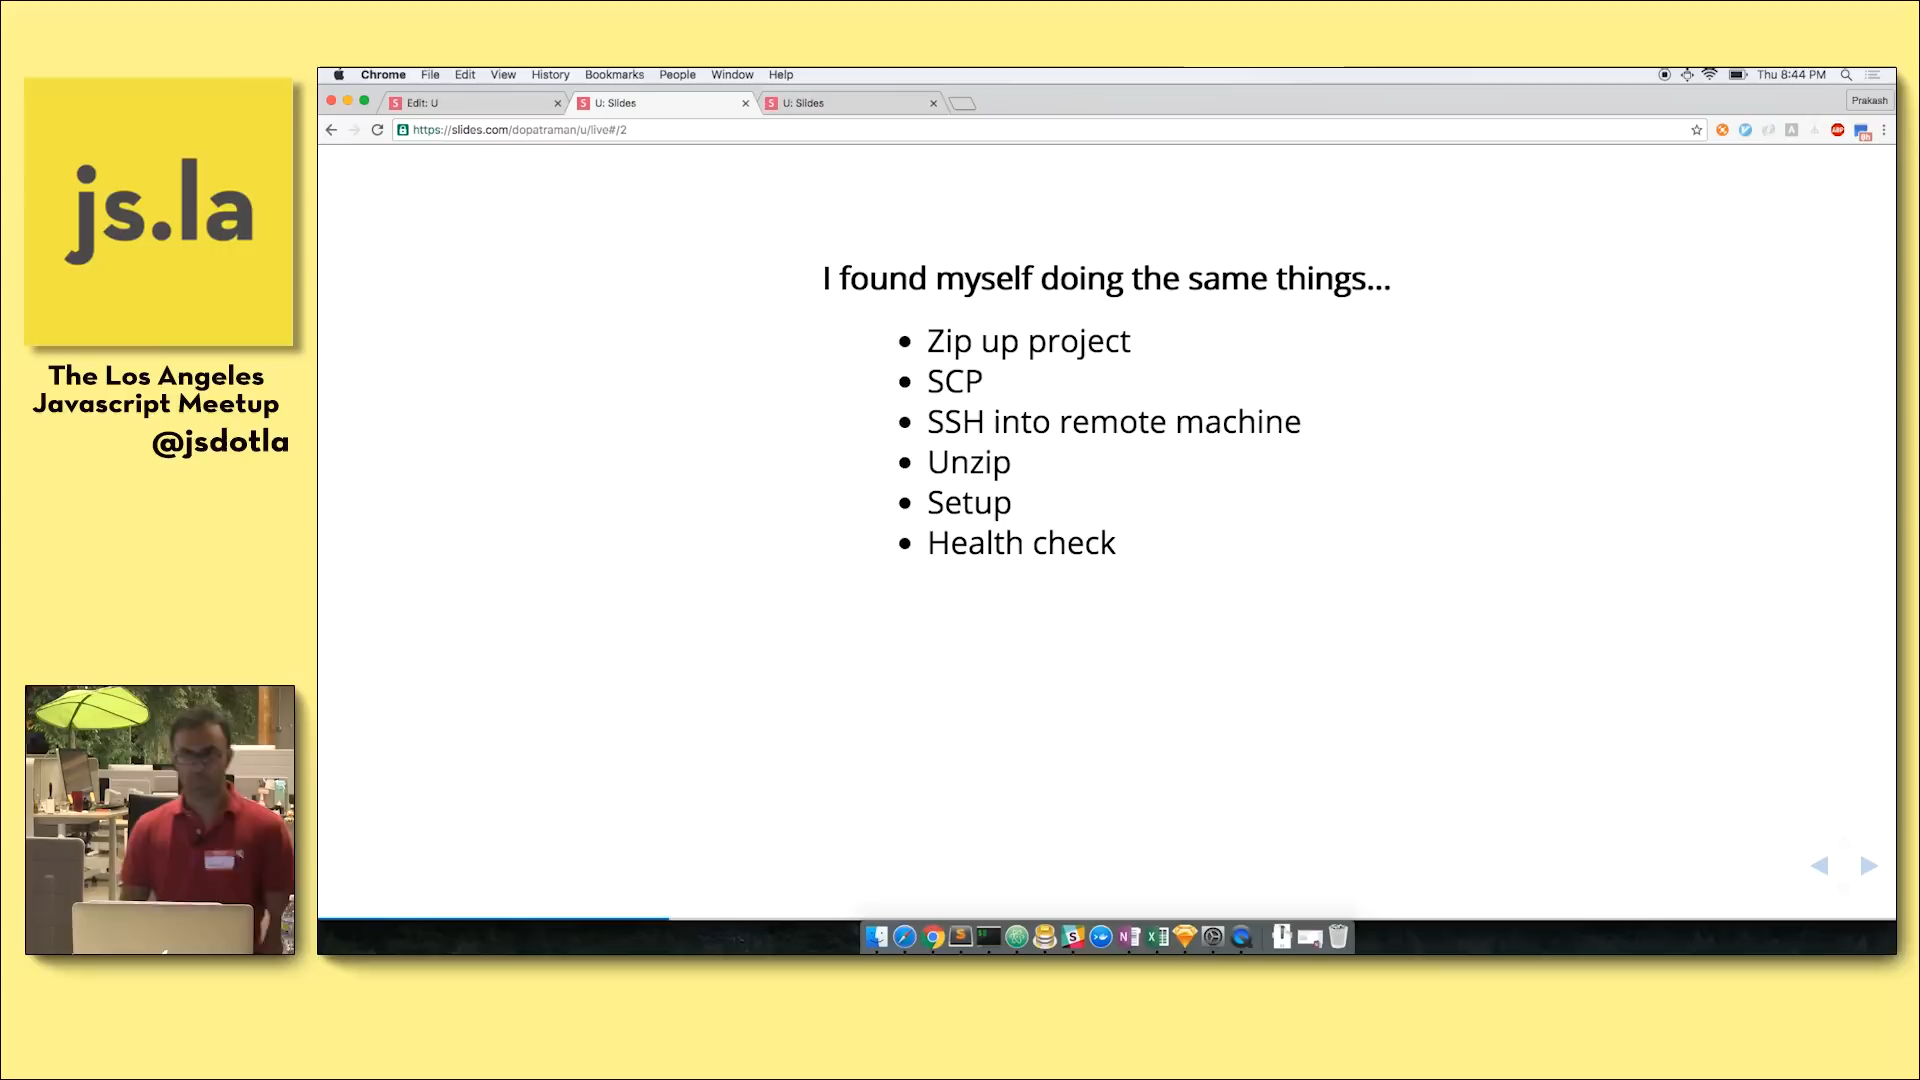 js.la
The Los Angeles
Javascript Meetup
@jsdotla
Chrome File Edit View History Bookmarks People Window Help
Thu 8:44 PM
Edit: U
U: Slides
U: Slides
Prakash
https://slides.com/dopatraman/u/live#/2
ABP
I found myself doing the same things...
Zip up project
SCP
SSH into remote machine
Unzip
Setup
Health check